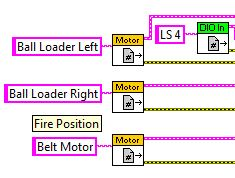 Motor
DIO In
LS 4
Ball Loader Left
#
#
Motor
Ball Loader Right
#
Fire Position
Motor
Belt Motor
#